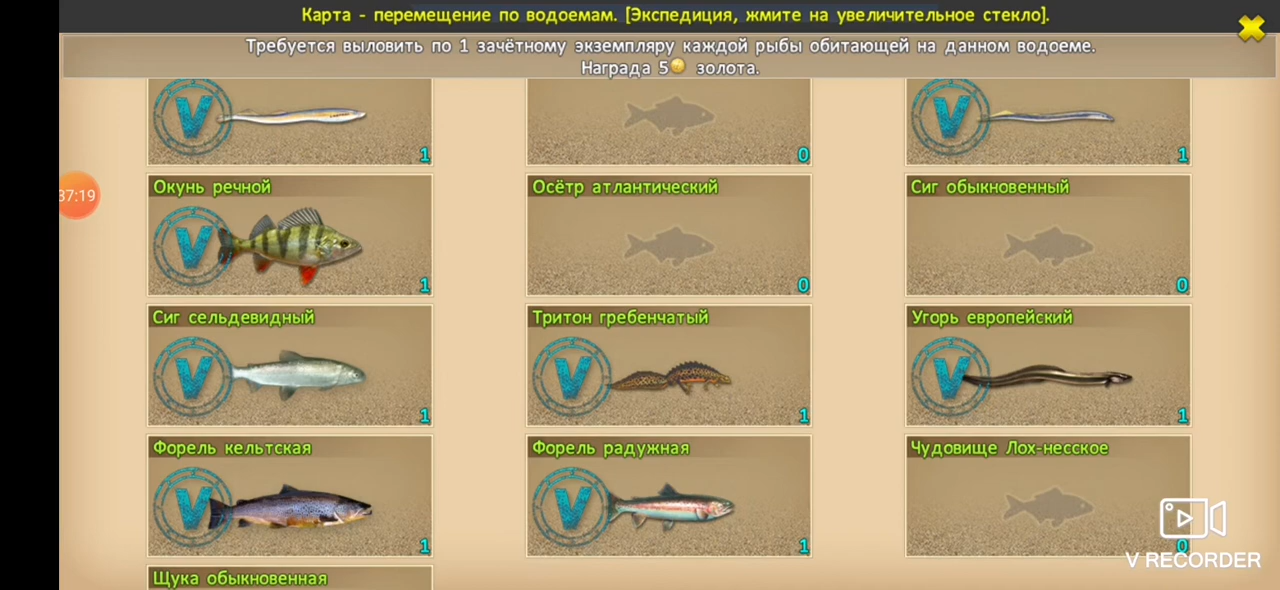 Карта - перемещение по водоемам. [Экспедиция, жмите на увеличительное стекло].
Требуется выловить по 1 зачётному экземпляру каждой рыбы обитающей на данном водоеме.
Награда 5 золота.
V 1
0
V 1
37:19
Окунь речной
V 1
Осётр атлантический
0
Сиг обыкновенный
0
Сиг сельдевидный
V 1
Тритон гребенчатый
V 1
Угорь европейский
V 1
Форель кельтская
V 1
Форель радужная
V 1
Чудовище Лох-несское
0
V RECORDER
Щука обыкновенная